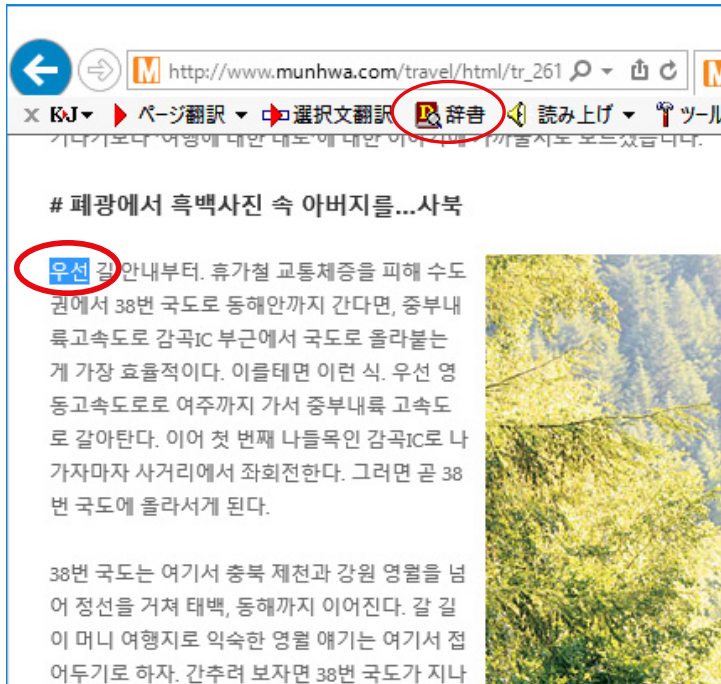 http://www.munhwa.com/travel/html/tr_261
× K▸J ▼ ページ翻訳 ▼ 選択文翻訳 辞書 読み上げ ▼ ツール
# 폐광에서 흑백사진 속 아버지를...사북
우선 길 안내부터. 휴가철 교통체증을 피해 수도
권에서 38번 국도로 동해안까지 간다면, 중부내
륙고속도로 감곡IC 부근에서 국도로 올라붙는
게 가장 효율적이다. 이를테면 이런 식. 우선 영
동고속도로로 여주까지 가서 중부내륙 고속도
로 갈아탄다. 이어 첫 번째 나들목인 감곡IC로 나
가자마자 사거리에서 좌회전한다. 그러면 곧 38
번 국도에 올라서게 된다.
38번 국도는 여기서 충북 제천과 강원 영월을 넘
어 정선을 거쳐 태백, 동해까지 이어진다. 갈 길
이 머니 여행지로 익숙한 영월 얘기는 여기서 접
어두기로 하자. 간추려 보자면 38번 국도가 지나